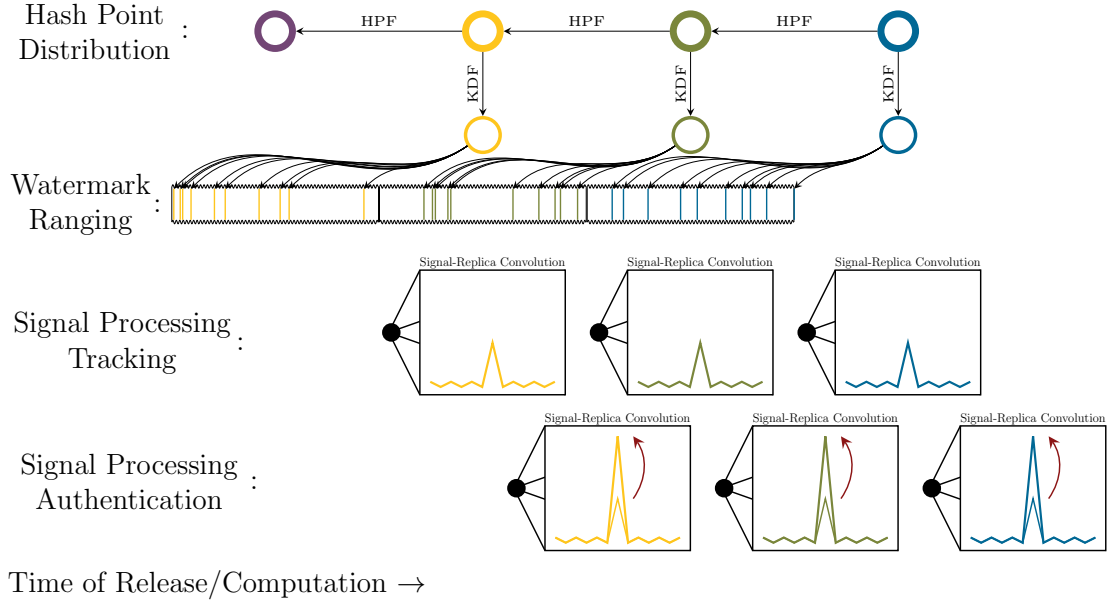 Hash Point
Distribution :
HPF HPF HPF
KDF KDF KDF
Watermark
Ranging :
Signal-Replica Convolution Signal-Replica Convolution Signal-Replica Convolution
Signal Processing
Tracking :
Signal-Replica Convolution Signal-Replica Convolution Signal-Replica Convolution
Signal Processing
Authentication :
Time of Release/Computation →